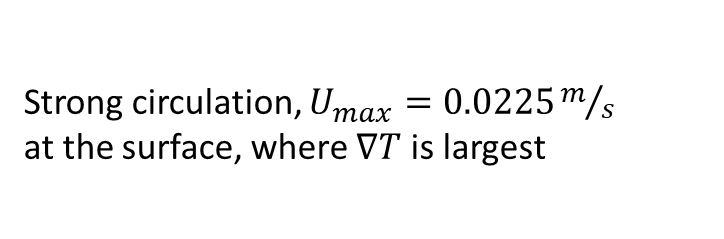 Strong circulation, U_max = 0.0225 m/s
at the surface, where ∇T is largest